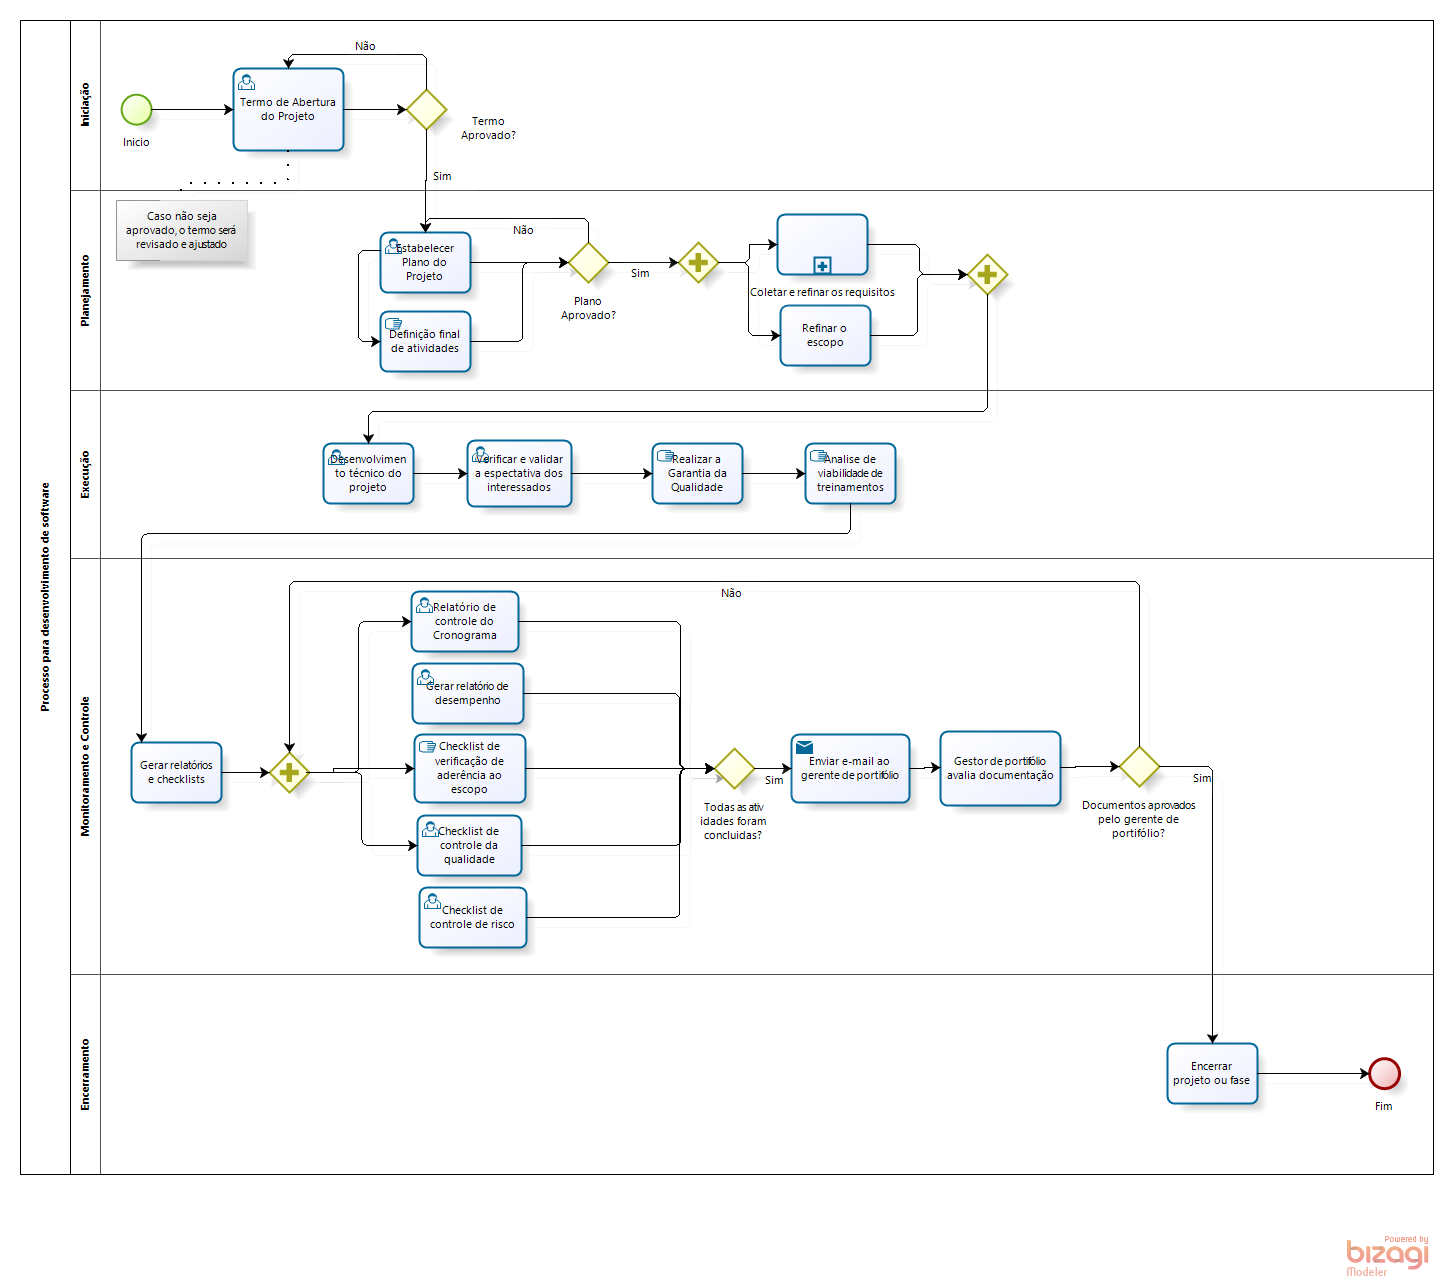 Processo para desenvolvimento de software
Iniciação
Não
Termo de Abertura
do Projeto
Inicio
Termo
Aprovado?
Sim
Planejamento
Caso não seja
aprovado, o termo será
revisado e ajustado
Estabelecer
Plano do
Projeto
Não
Definição final
de atividades
Plano
Aprovado?
Sim
Coletar e refinar os requisitos
Refinar o
escopo
Execução
Desenvolvimen
to técnico do
projeto
Verificar e validar
a espectativa dos
interessados
Realizar a
Garantia da
Qualidade
Analise de
viabilidade de
treinamentos
Monitoramento e Controle
Não
Gerar relatórios
e checklists
Relatório de
controle do
Cronograma
Gerar relatório de
desempenho
Checklist de
verificação de
aderência ao
escopo
Checklist de
controle da
qualidade
Checklist de
controle de risco
Todas as ativ
idades foram
concluidas?
Sim
Enviar e-mail ao
gerente de portifólio
Gestor de portifólio
avalia documentação
Documentos aprovados
pelo gerente de
portifólio?
Sim
Encerramento
Encerrar
projeto ou fase
Fim
Powered by
bizagi
Modeler